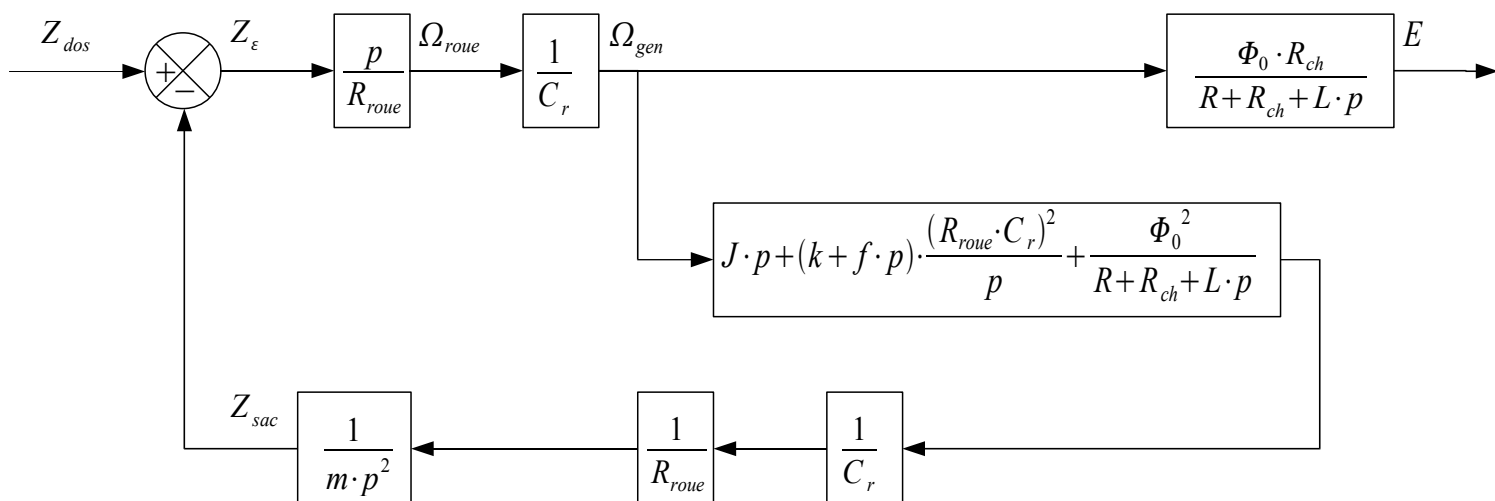 Z_dos
+
−
Z_ε
p / R_roue
Ω_roue
1 / C_r
Ω_gen
Φ_0 · R_ch / R + R_ch + L · p
E
J · p + (k + f · p) · (R_roue · C_r)^2 / p + Φ_0^2 / R + R_ch + L · p
Z_sac
1 / m · p^2
1 / R_roue
1 / C_r